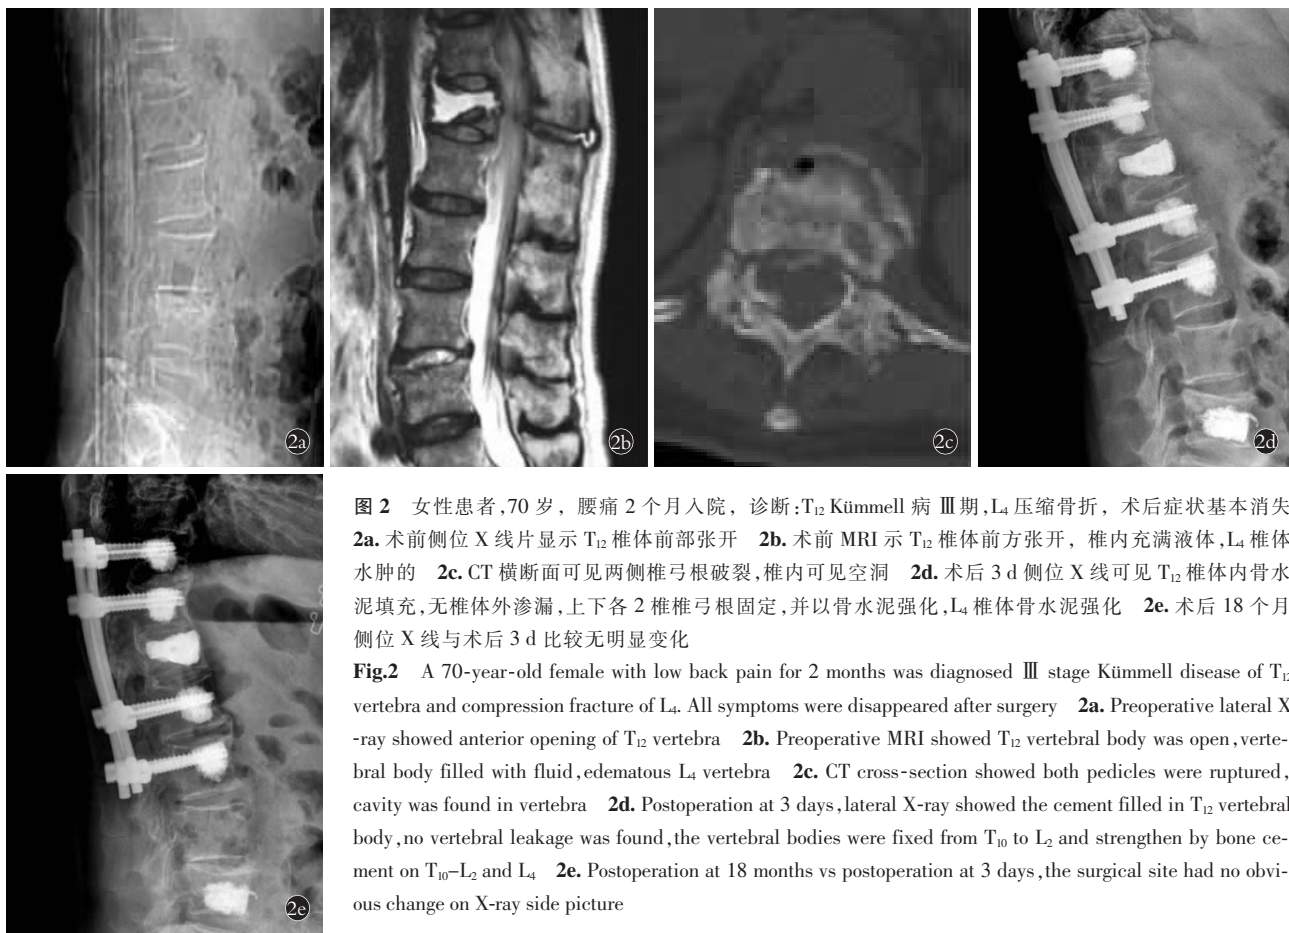 2a
2b
2c
2d
2e
图 2 女性患者,70 岁，腰痛 2 个月入院，诊断:T₁₂ Kümmell 病 Ⅲ期,L₄ 压缩骨折，术后症状基本消失
2a. 术前侧位 X 线片显示 T₁₂ 椎体前部张开 2b. 术前 MRI 示 T₁₂ 椎体前方张开，椎内充满液体,L₄ 椎体
水肿的 2c. CT 横断面可见两侧椎弓根破裂,椎内可见空洞 2d. 术后 3 d 侧位 X 线可见 T₁₂ 椎体内骨水
泥填充,无椎体外渗漏,上下各 2 椎椎弓根固定,并以骨水泥强化,L₄ 椎体骨水泥强化 2e. 术后 18 个月
侧位 X 线与术后 3 d 比较无明显变化
Fig.2 A 70-year-old female with low back pain for 2 months was diagnosed Ⅲ stage Kümmell disease of T₁₂
vertebra and compression fracture of L₄. All symptoms were disappeared after surgery 2a. Preoperative lateral X
-ray showed anterior opening of T₁₂ vertebra 2b. Preoperative MRI showed T₁₂ vertebral body was open,verte-
bral body filled with fluid,edematous L₄ vertebra 2c. CT cross-section showed both pedicles were ruptured,
cavity was found in vertebra 2d. Postoperation at 3 days,lateral X-ray showed the cement filled in T₁₂ vertebral
body,no vertebral leakage was found,the vertebral bodies were fixed from T₁₀ to L₂ and strengthen by bone ce-
ment on T₁₀-L₂ and L₄ 2e. Postoperation at 18 months vs postoperation at 3 days,the surgical site had no obvi-
ous change on X-ray side picture